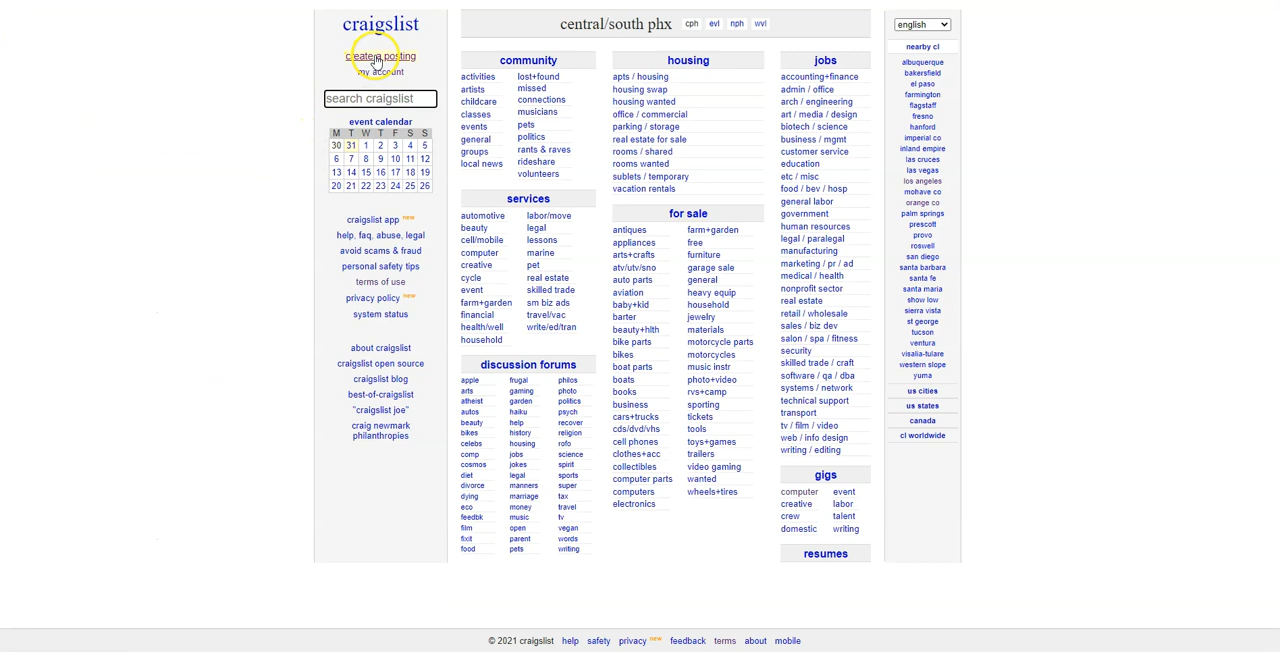 craigslist
create a posting
my account
search craigslist
event calendar
M T W T F S S
30 31 1 2 3 4 5
6 7 8 9 10 11 12
13 14 15 16 17 18 19
20 21 22 23 24 25 26
craigslist app new
help, faq, abuse, legal
avoid scams & fraud
personal safety tips
terms of use
privacy policy new
system status
about craigslist
craigslist open source
craigslist blog
best-of-craigslist
"craigslist joe"
craig newmark
philanthropies
central/south phx cph evl nph wvl
community
activities
artists
childcare
classes
events
general
groups
local news
lost+found
missed
connections
musicians
pets
politics
rants & raves
rideshare
volunteers
services
automotive
beauty
cell/mobile
computer
creative
cycle
event
farm+garden
financial
health/well
household
labor/move
legal
lessons
marine
pet
real estate
skilled trade
sm biz ads
travel/vac
write/ed/tran
discussion forums
apple
arts
atheist
autos
beauty
bikes
celebs
comp
cosmos
diet
divorce
dying
eco
feedbk
film
fixit
food
frugal
gaming
garden
haiku
help
history
housing
jobs
jokes
legal
manners
marriage
money
music
open
parent
pets
philos
photo
politics
psych
recover
religion
rofo
science
spirit
sports
super
tax
travel
tv
vegan
words
writing
housing
apts / housing
housing swap
housing wanted
office / commercial
parking / storage
real estate for sale
rooms / shared
rooms wanted
sublets / temporary
vacation rentals
for sale
antiques
appliances
arts+crafts
atv/utv/sno
auto parts
aviation
baby+kid
barter
beauty+hlth
bike parts
bikes
boat parts
boats
books
business
cars+trucks
cds/dvd/vhs
cell phones
clothes+acc
collectibles
computer parts
computers
electronics
farm+garden
free
furniture
garage sale
general
heavy equip
household
jewelry
materials
motorcycle parts
motorcycles
music instr
photo+video
rvs+camp
sporting
tickets
tools
toys+games
trailers
video gaming
wanted
wheels+tires
jobs
accounting+finance
admin / office
arch / engineering
art / media / design
biotech / science
business / mgmt
customer service
education
etc / misc
food / bev / hosp
general labor
government
human resources
legal / paralegal
manufacturing
marketing / pr / ad
medical / health
nonprofit sector
real estate
retail / wholesale
sales / biz dev
salon / spa / fitness
security
skilled trade / craft
software / qa / dba
systems / network
technical support
transport
tv / film / video
web / info design
writing / editing
gigs
computer
creative
crew
domestic
event
labor
talent
writing
resumes
english
nearby cl
albuquerque
bakersfield
el paso
farmington
flagstaff
fresno
hanford
imperial co
inland empire
las cruces
las vegas
los angeles
mohave co
orange co
palm springs
prescott
provo
roswell
san diego
santa barbara
santa fe
santa maria
show low
sierra vista
st george
tucson
ventura
visalia-tulare
western slope
yuma
us cities
us states
canada
cl worldwide
© 2021 craigslist help safety privacy new feedback terms about mobile